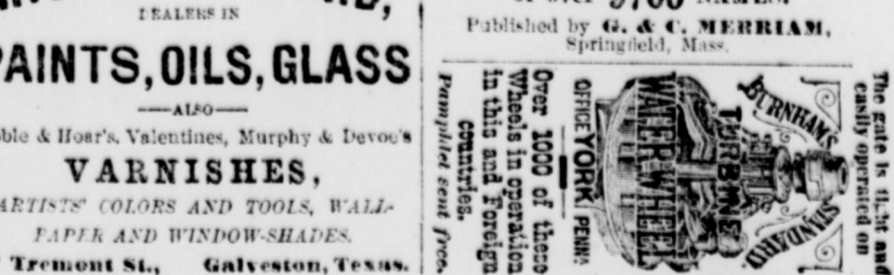 DEALERS IN
PAINTS, OILS, GLASS
ALSO
ble & Hoar's, Valentines, Murphy & Devoe's
VARNISHES,
ARTISTS' COLORS AND TOOLS, WALL-
PAPER AND WINDOW-SHADES.
Tremont St., Galveston, Texas.
Published by G. & C. MERRIAM,
Springfield, Mass.
The gate is tight and
easily operated on
BURNHAM'S
STANDARD
TURBINE
WATER WHEEL
OFFICE YORK PENNA
Over 1000 of these
Wheels in operation
in this and Foreign
countries.
Pamphlet sent free.